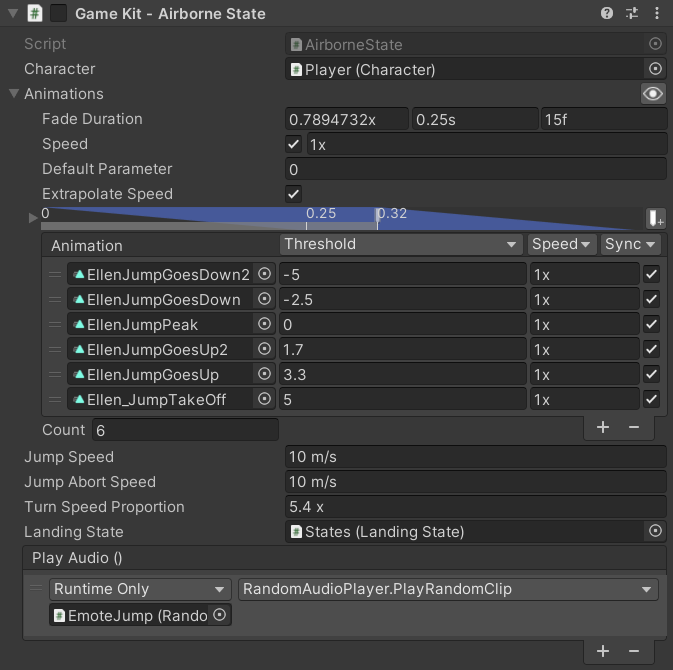 Game Kit - Airborne State
Script AirborneState
Character Player (Character)
Animations
Fade Duration 0.7894732x 0.25s 15f
Speed 1x
Default Parameter 0
Extrapolate Speed
0 0.25 0.32
Animation Threshold Speed Sync
EllenJumpGoesDown2 -5 1x
EllenJumpGoesDown -2.5 1x
EllenJumpPeak 0 1x
EllenJumpGoesUp2 1.7 1x
EllenJumpGoesUp 3.3 1x
Ellen_JumpTakeOff 5 1x
Count 6
Jump Speed 10 m/s
Jump Abort Speed 10 m/s
Turn Speed Proportion 5.4 x
Landing State States (Landing State)
Play Audio ()
Runtime Only RandomAudioPlayer.PlayRandomClip
EmoteJump (Rando